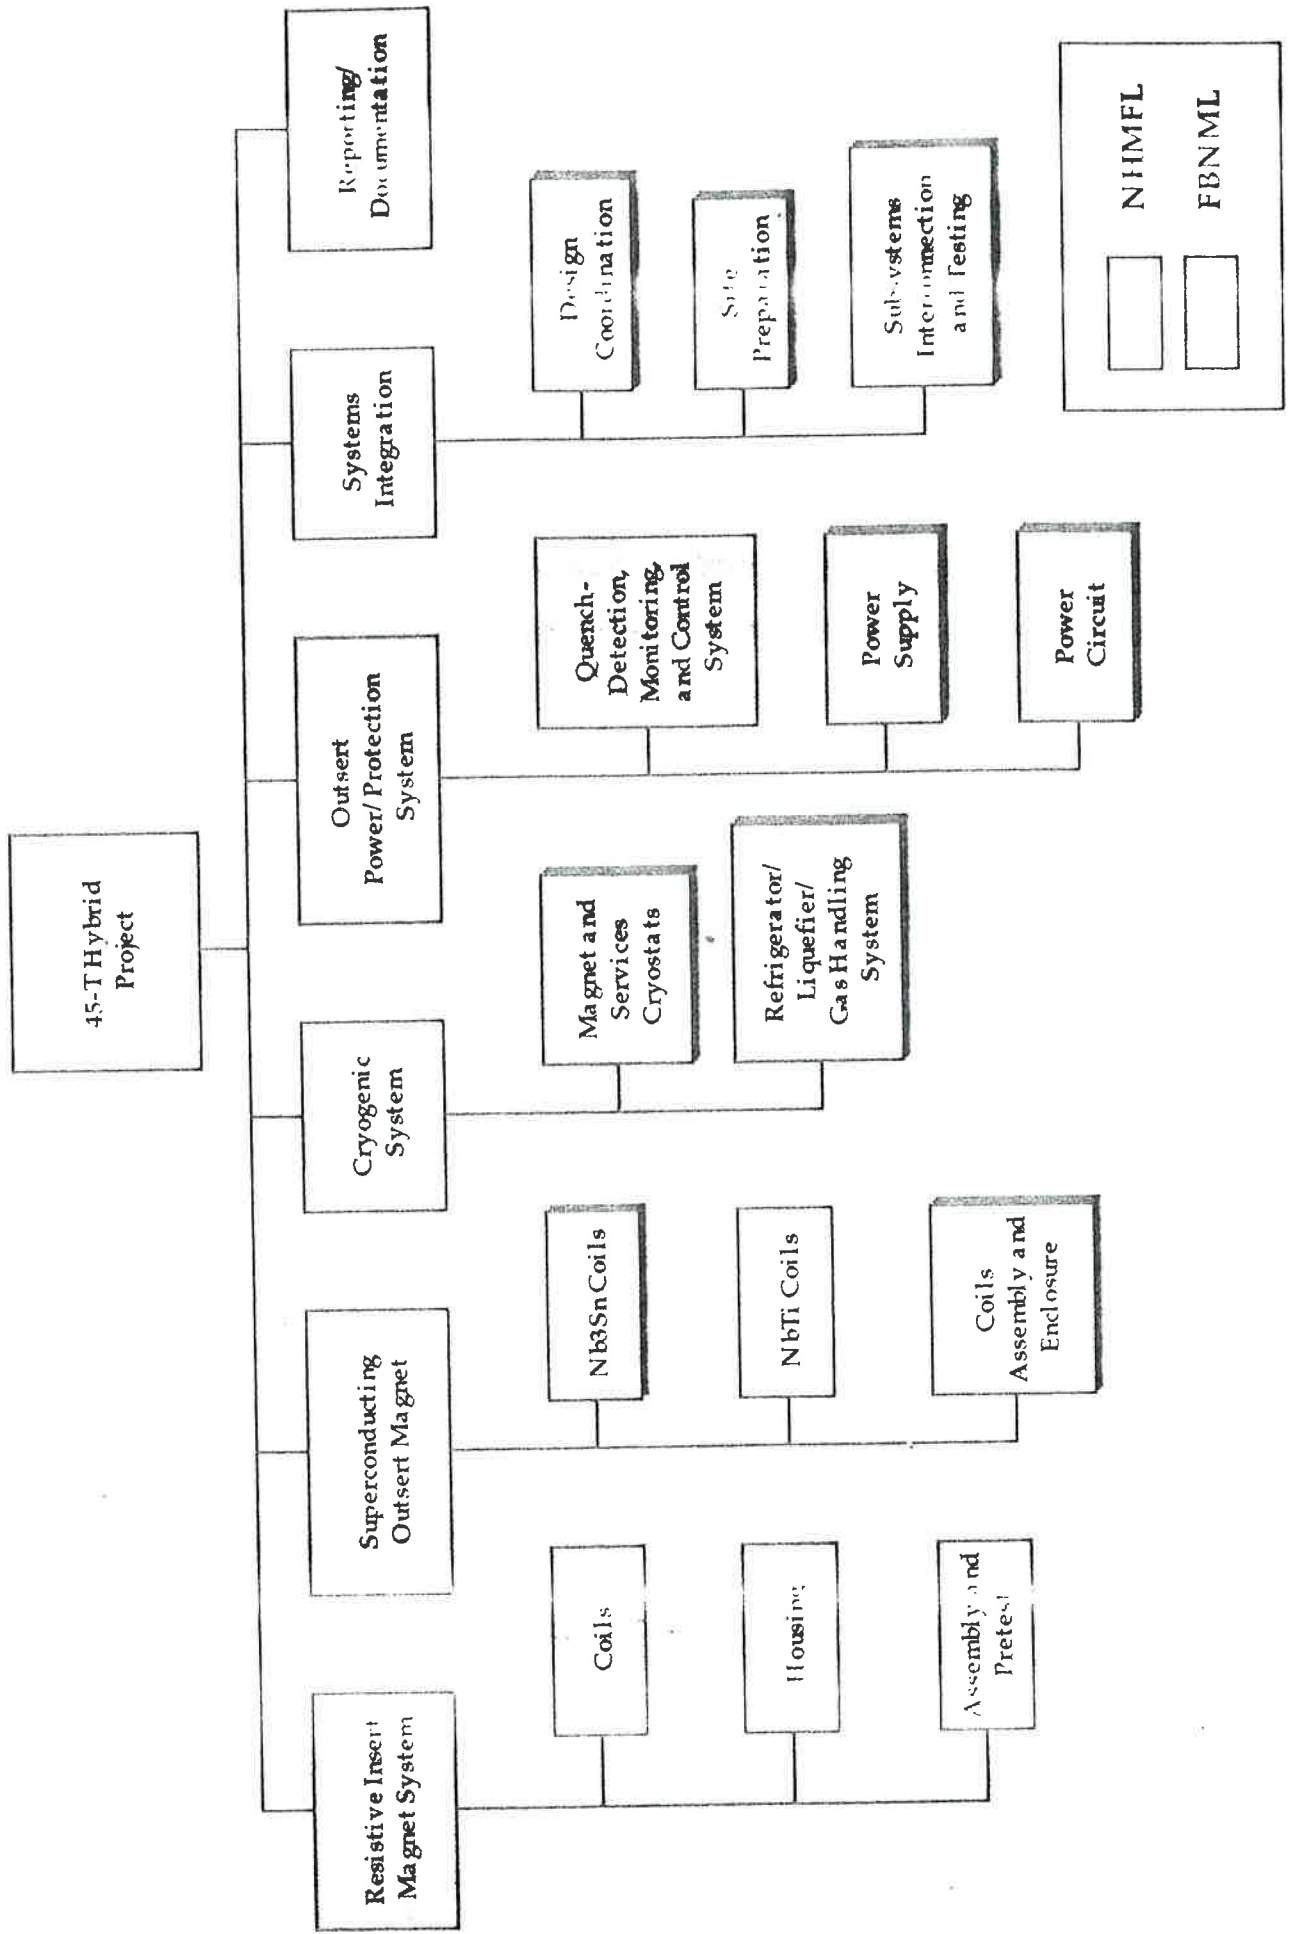 45-T Hybrid
Project
Resistive Insert
Magnet System
Coils
Housing
Assembly and
Pretest
Superconducting
Outsert Magnet
Nb3Sn Coils
NbTi Coils
Coils
Assembly and
Enclosure
Cryogenic
System
Magnet and
Services
Cryostats
Refrigerator/
Liquefier/
Gas Handling
System
Outsert
Power/Protection
System
Quench-
Detection,
Monitoring,
and Control
System
Power
Supply
Power
Circuit
Systems
Integration
Design
Coordination
Site
Preparation
Subsystems
Interconnection
and Testing
Reporting/
Documentation
NHMFL
FBNML